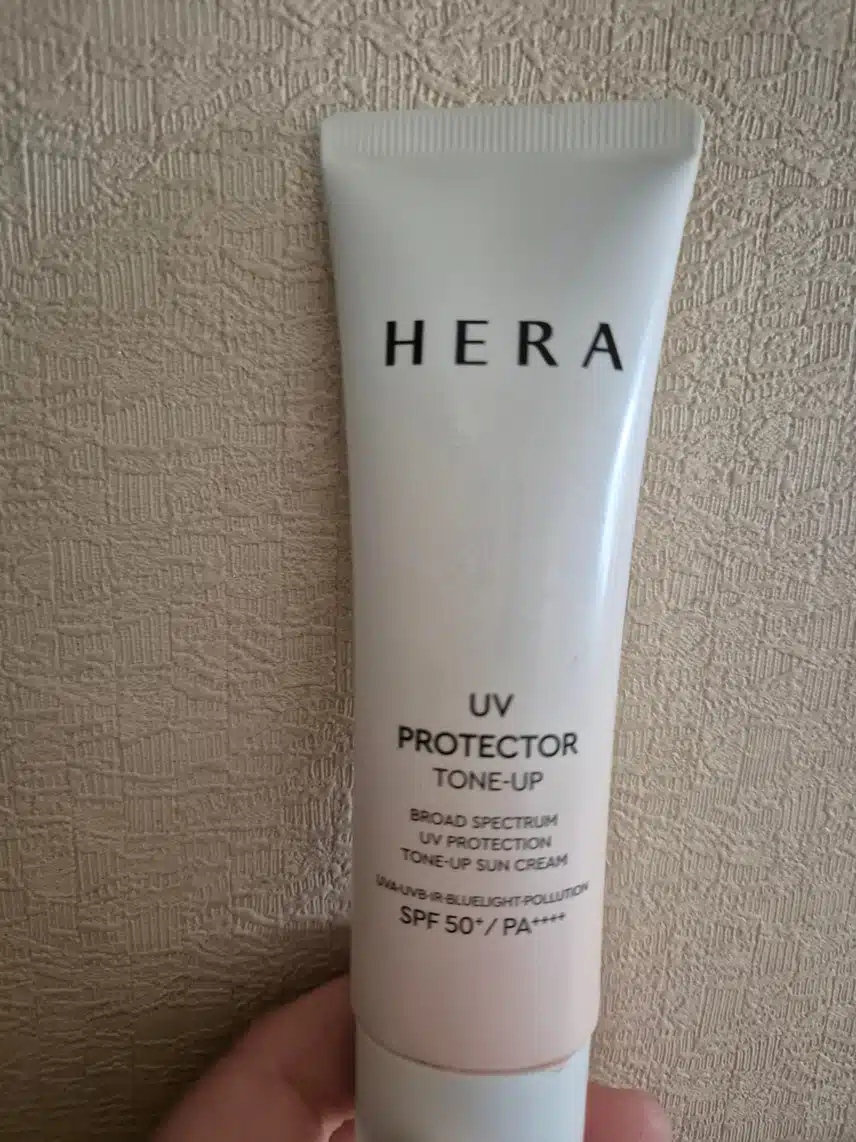 HERA
UV
PROTECTOR
TONE-UP
BROAD SPECTRUM
UV PROTECTION
TONE-UP SUN CREAM
UVA·UVB·IR·BLUELIGHT·POLLUTION
SPF 50⁺/ PA⁺⁺⁺⁺